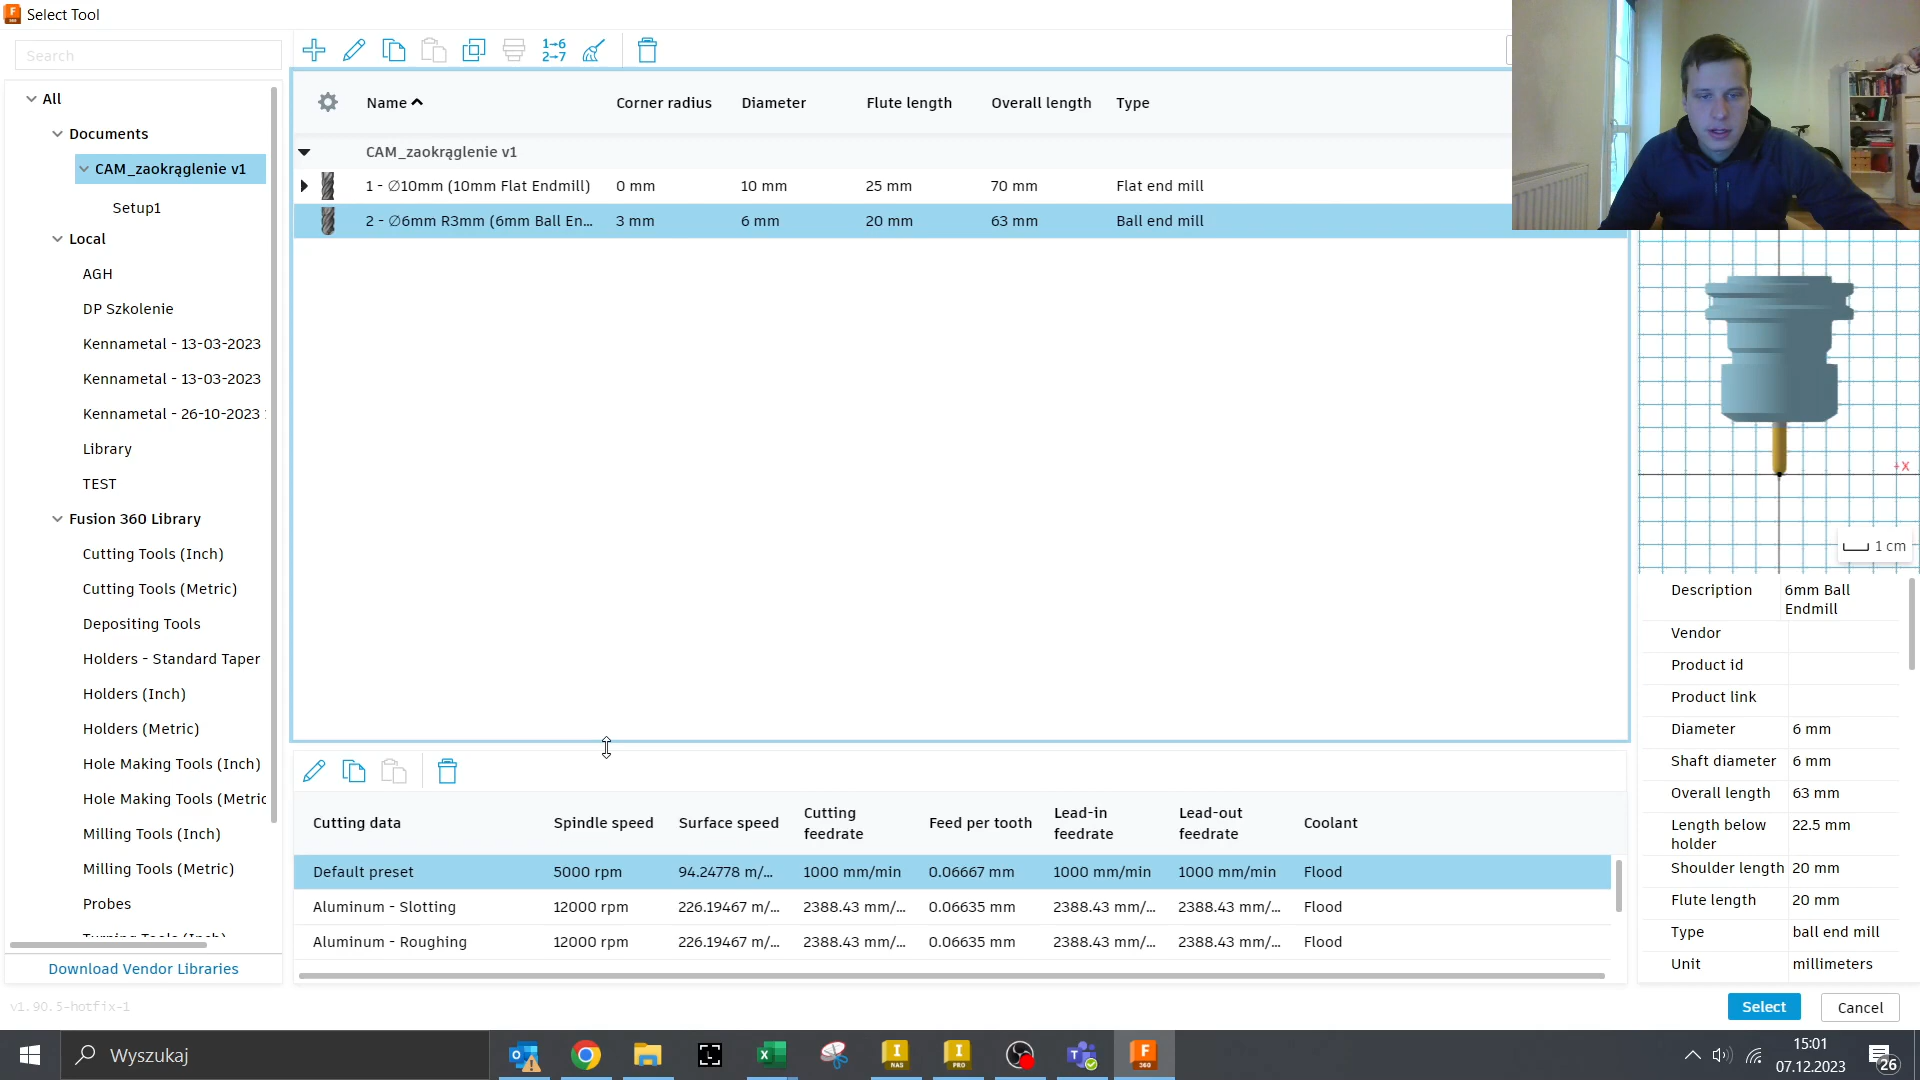 Select Tool
Search
All
Documents
CAM_zaokrąglenie v1
Setup1
Local
AGH
DP Szkolenie
Kennametal - 13-03-2023
Kennametal - 13-03-2023
Kennametal - 26-10-2023
Library
TEST
Fusion 360 Library
Cutting Tools (Inch)
Cutting Tools (Metric)
Depositing Tools
Holders - Standard Taper
Holders (Inch)
Holders (Metric)
Hole Making Tools (Inch)
Hole Making Tools (Metric
Milling Tools (Inch)
Milling Tools (Metric)
Probes
Turning Tools (Inch)
Download Vendor Libraries
v1.90.5-hotfix-1
1→6
2→7
Name Corner radius Diameter Flute length Overall length Type
CAM_zaokrąglenie v1
1 - ∅10mm (10mm Flat Endmill) 0 mm 10 mm 25 mm 70 mm Flat end mill
2 - ∅6mm R3mm (6mm Ball En... 3 mm 6 mm 20 mm 63 mm Ball end mill
Cutting data Spindle speed Surface speed Cutting feedrate Feed per tooth Lead-in feedrate Lead-out feedrate Coolant
Default preset 5000 rpm 94.24778 m/... 1000 mm/min 0.06667 mm 1000 mm/min 1000 mm/min Flood
Aluminum - Slotting 12000 rpm 226.19467 m/... 2388.43 mm/... 0.06635 mm 2388.43 mm/... 2388.43 mm/... Flood
Aluminum - Roughing 12000 rpm 226.19467 m/... 2388.43 mm/... 0.06635 mm 2388.43 mm/... 2388.43 mm/... Flood
+X
1 cm
Description 6mm Ball Endmill
Vendor
Product id
Product link
Diameter 6 mm
Shaft diameter 6 mm
Overall length 63 mm
Length below holder 22.5 mm
Shoulder length 20 mm
Flute length 20 mm
Type ball end mill
Unit millimeters
Select Cancel
Wyszukaj
15:01
07.12.2023
26